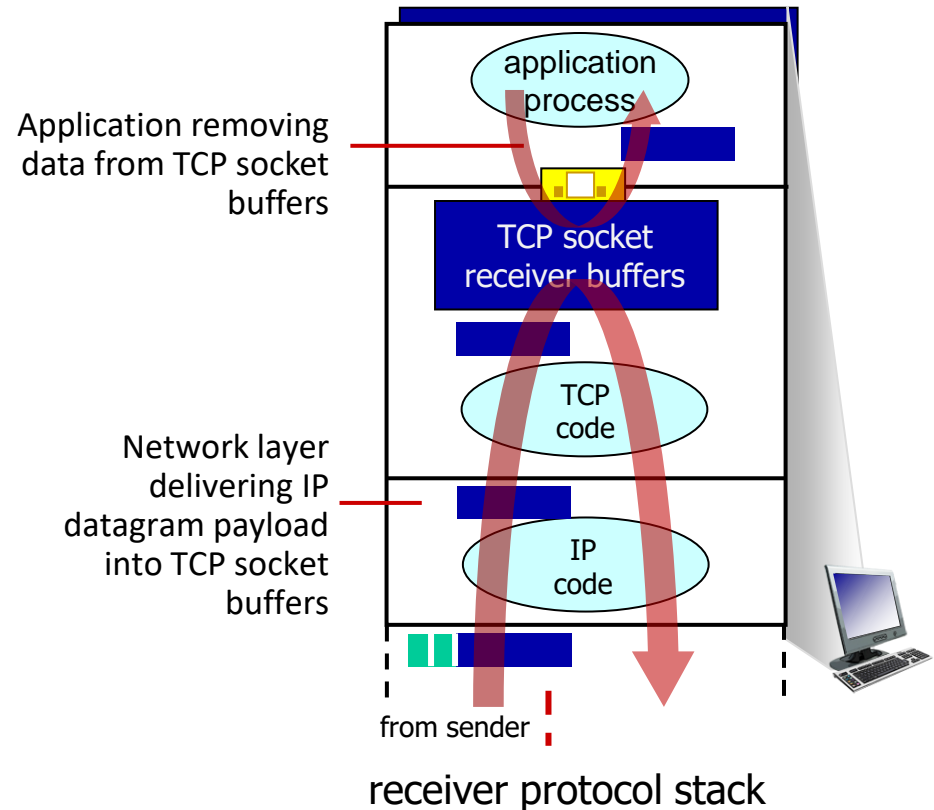 application
process
Application removing
data from TCP socket
buffers
TCP socket
receiver buffers
TCP
code
Network layer
delivering IP
datagram payload
into TCP socket
buffers
IP
code
from sender
receiver protocol stack